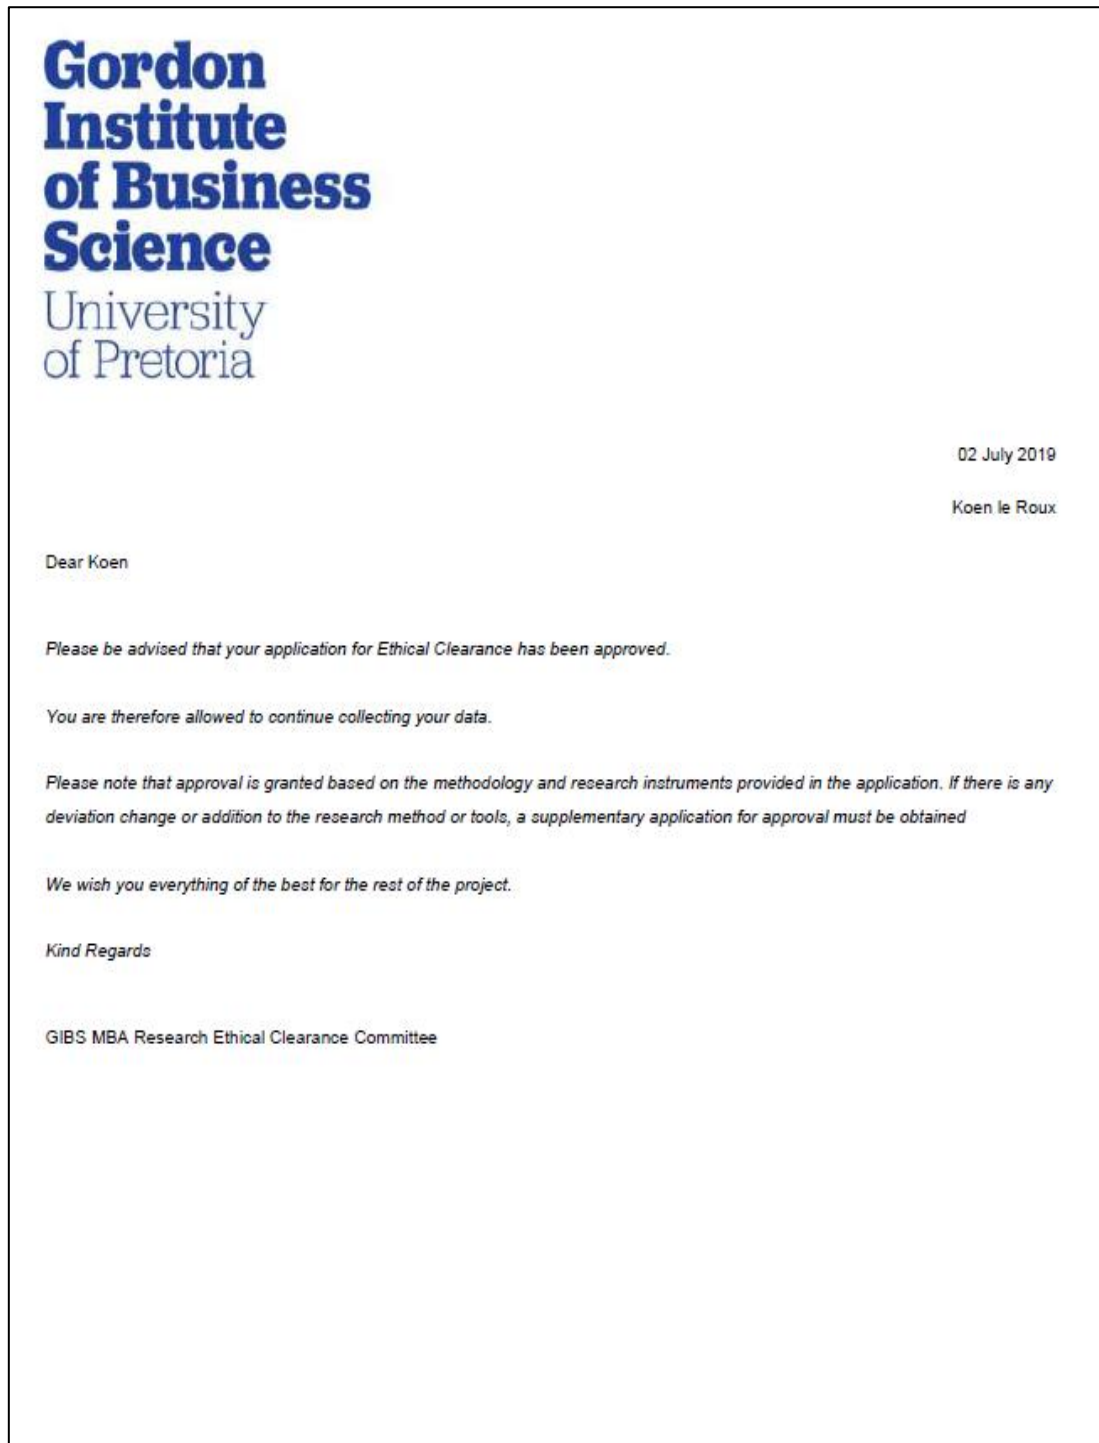 Gordon
Institute
of Business
Science
University
of Pretoria
02 July 2019
Koen le Roux
Dear Koen
Please be advised that your application for Ethical Clearance has been approved.
You are therefore allowed to continue collecting your data.
Please note that approval is granted based on the methodology and research instruments provided in the application. If there is any
deviation change or addition to the research method or tools, a supplementary application for approval must be obtained
We wish you everything of the best for the rest of the project.
Kind Regards
GIBS MBA Research Ethical Clearance Committee